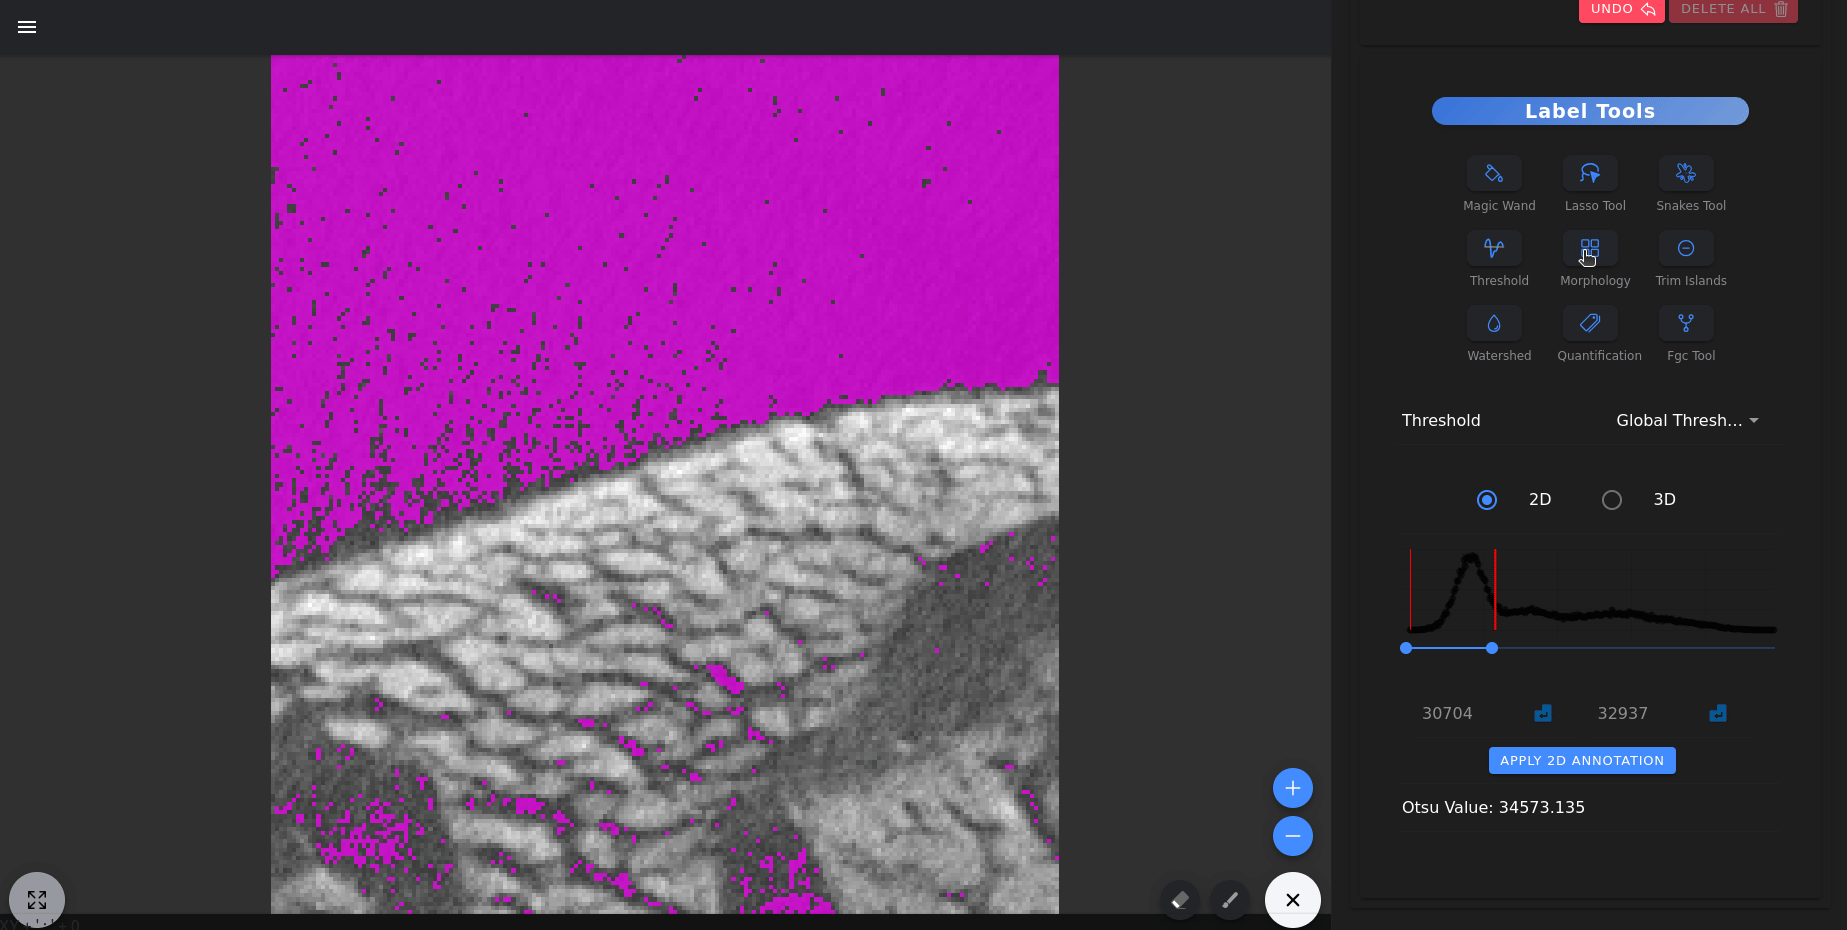 UNDO DELETE ALL
Label Tools
Magic Wand Lasso Tool Snakes Tool
Threshold Morphology Trim Islands
Watershed Quantification Fgc Tool
Threshold Global Thresh...
2D 3D
30704 32937
APPLY 2D ANNOTATION
Otsu Value: 34573.135